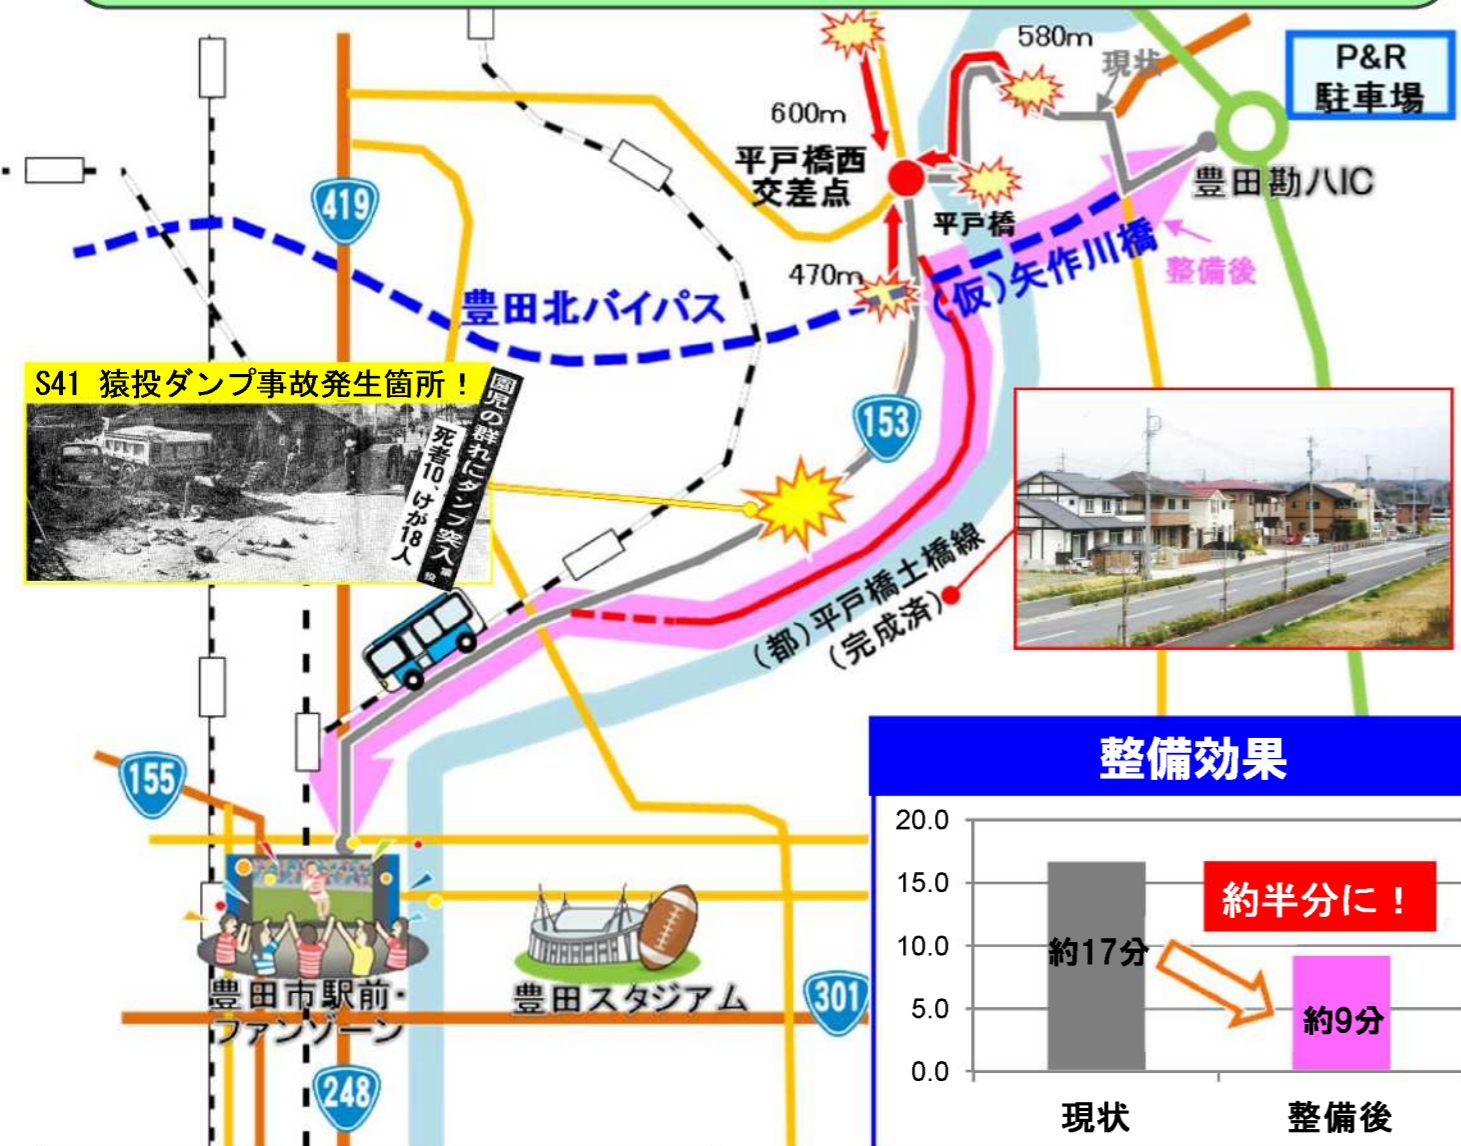 580m
現状
P&R
駐車場
600m
平戸橋西
交差点
豊田勘八IC
419
平戸橋
470m
(仮)矢作川橋
整備後
豊田北バイパス
S41 猿投ダンプ事故発生箇所！
園児の群れにダンプ突入
死者10、けが18人
153
(都)平戸橋土橋線
(完成済)
155
整備効果
20.0
15.0
10.0
5.0
0.0
約半分に！
約17分
約9分
現状
整備後
豊田市駅前・
ファンゾーン
豊田スタジアム
301
248